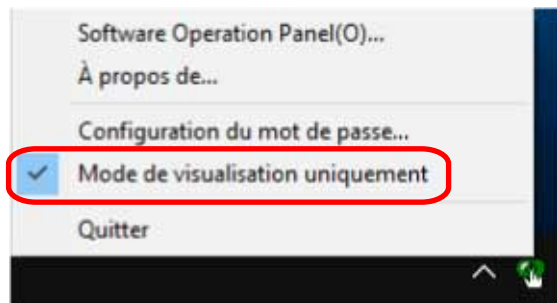 Software Operation Panel(O)...
À propos de...
Configuration du mot de passe...
Mode de visualisation uniquement
Quitter